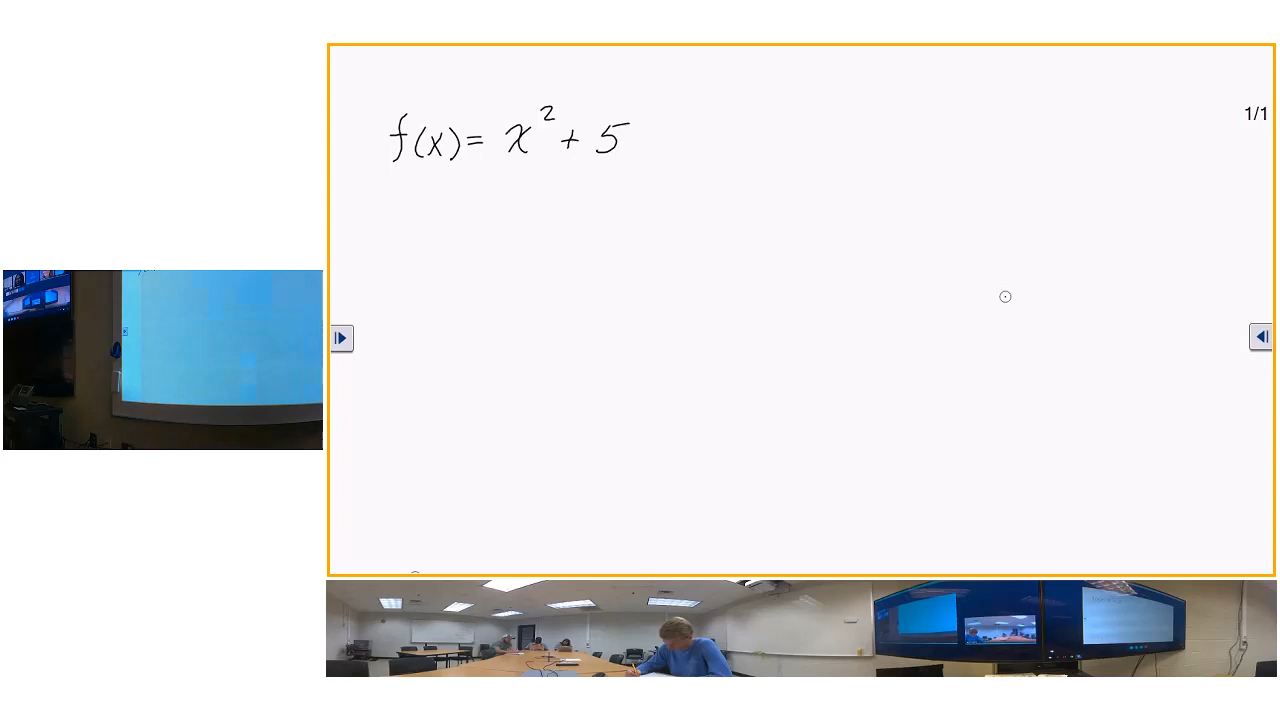 f(x) = x² + 5
1/1